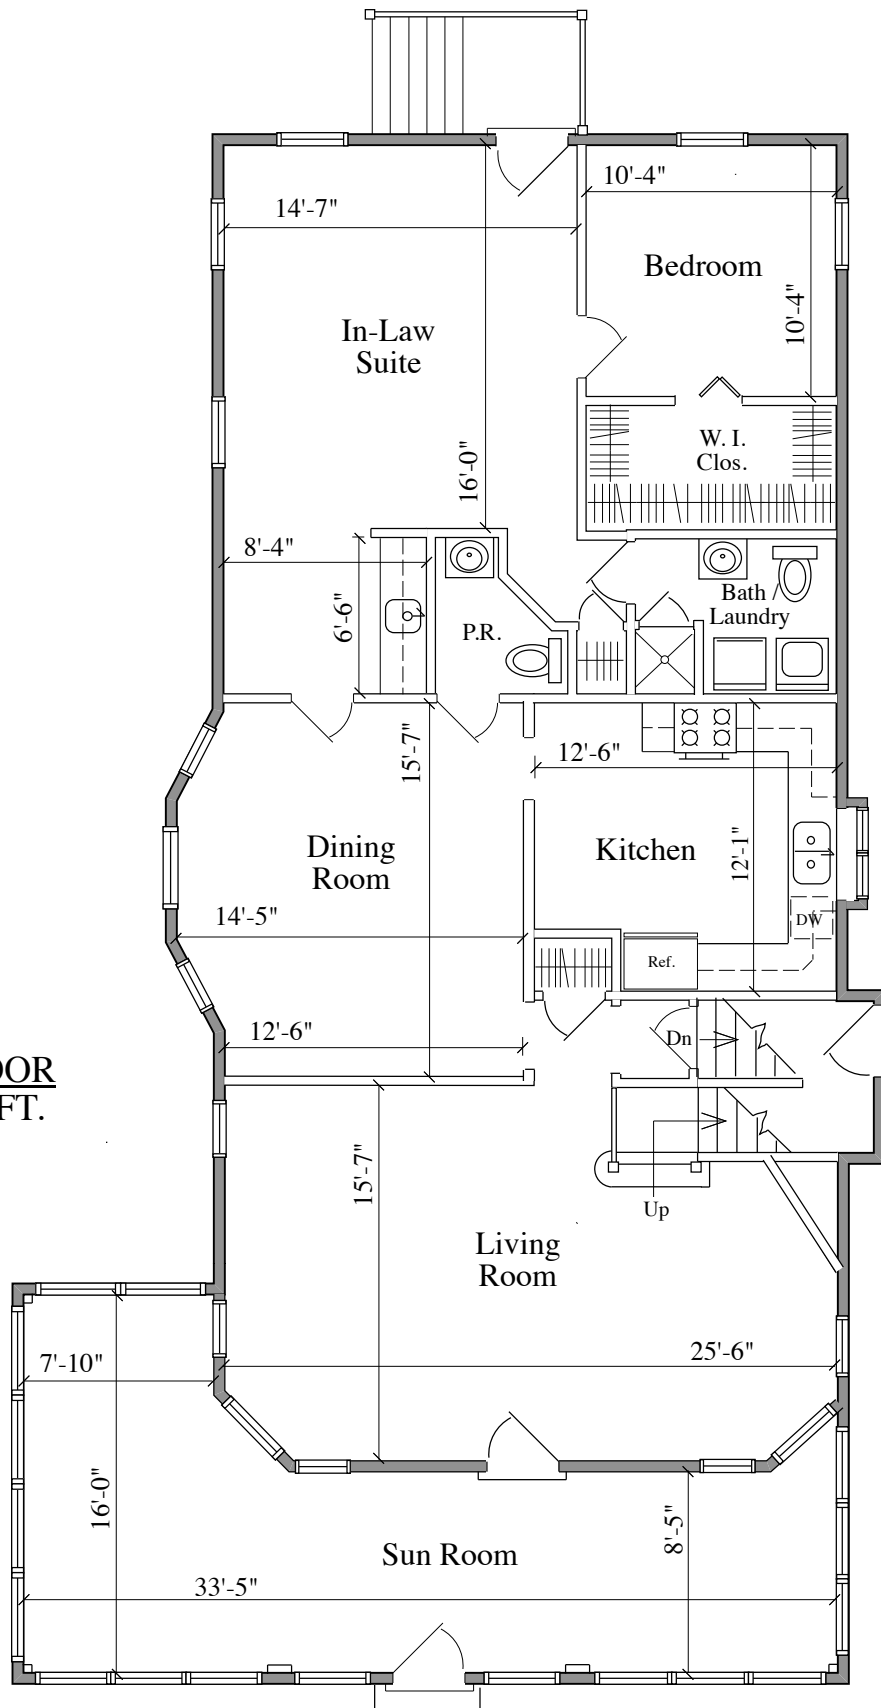 10'-4"
14'-7"
Bedroom
10'-4"
In-Law
Suite
W. I.
Clos.
16'-0"
8'-4"
6'-6"
P.R.
Bath /
Laundry
15'-7"
12'-6"
Dining
Room
Kitchen
12'-1"
14'-5"
DW
Ref.
12'-6"
Dn
FT.
15'-7"
Up
Living
Room
7'-10"
25'-6"
16'-0"
8'-5"
Sun Room
33'-5"